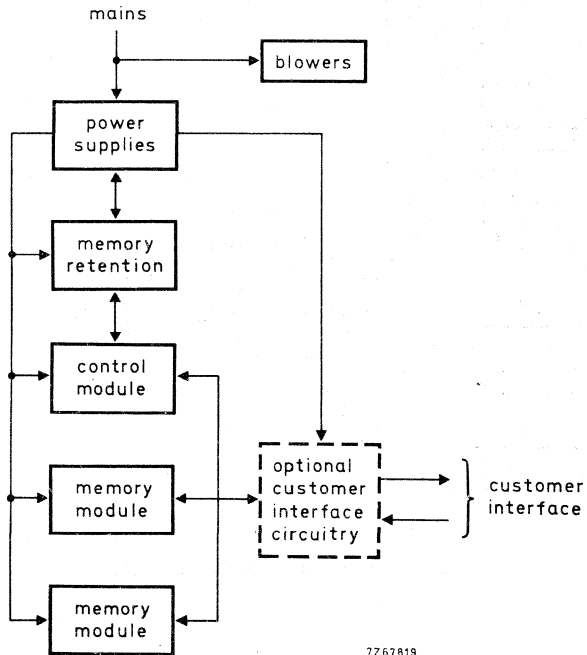 mains
blowers
power
supplies
memory
retention
control
module
memory
module
optional
customer
interface
circuitry
customer
interface
memory
module
7Z67819